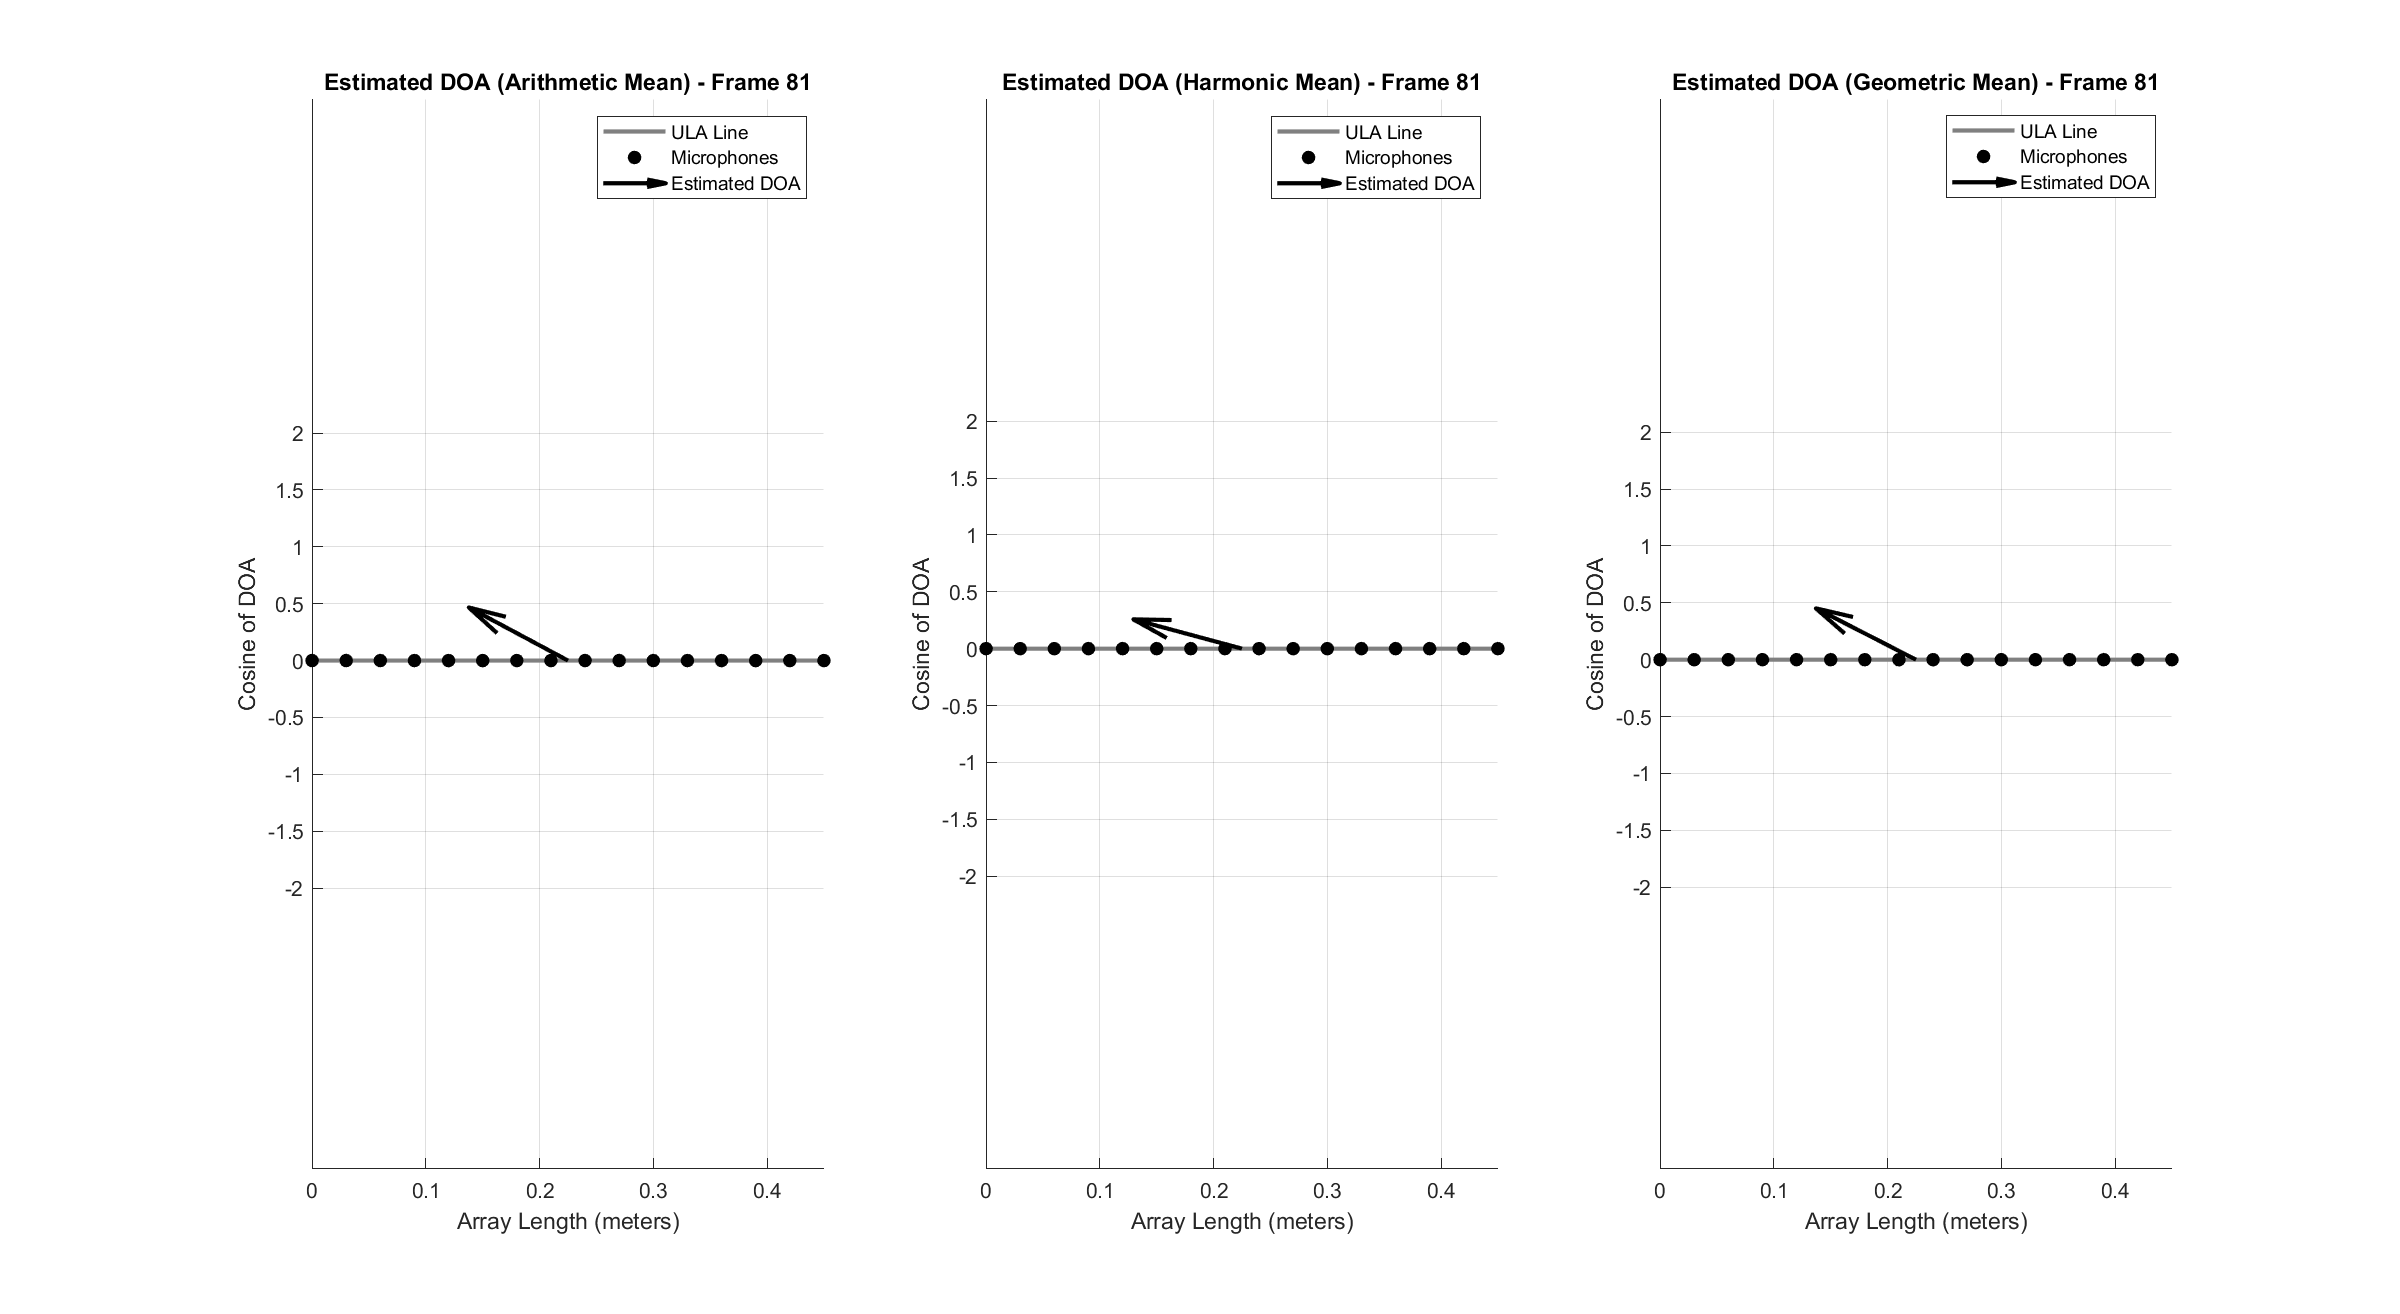 Estimated DOA (Arithmetic Mean) - Frame 81
ULA Line
Microphones
Estimated DOA
Cosine of DOA
2
1.5
1
0.5
0
-0.5
-1
-1.5
-2
0
0.1
0.2
0.3
0.4
Array Length (meters)
Estimated DOA (Harmonic Mean) - Frame 81
ULA Line
Microphones
Estimated DOA
Cosine of DOA
2
1.5
1
0.5
0
-0.5
-1
-1.5
-2
0
0.1
0.2
0.3
0.4
Array Length (meters)
Estimated DOA (Geometric Mean) - Frame 81
ULA Line
Microphones
Estimated DOA
Cosine of DOA
2
1.5
1
0.5
0
-0.5
-1
-1.5
-2
0
0.1
0.2
0.3
0.4
Array Length (meters)